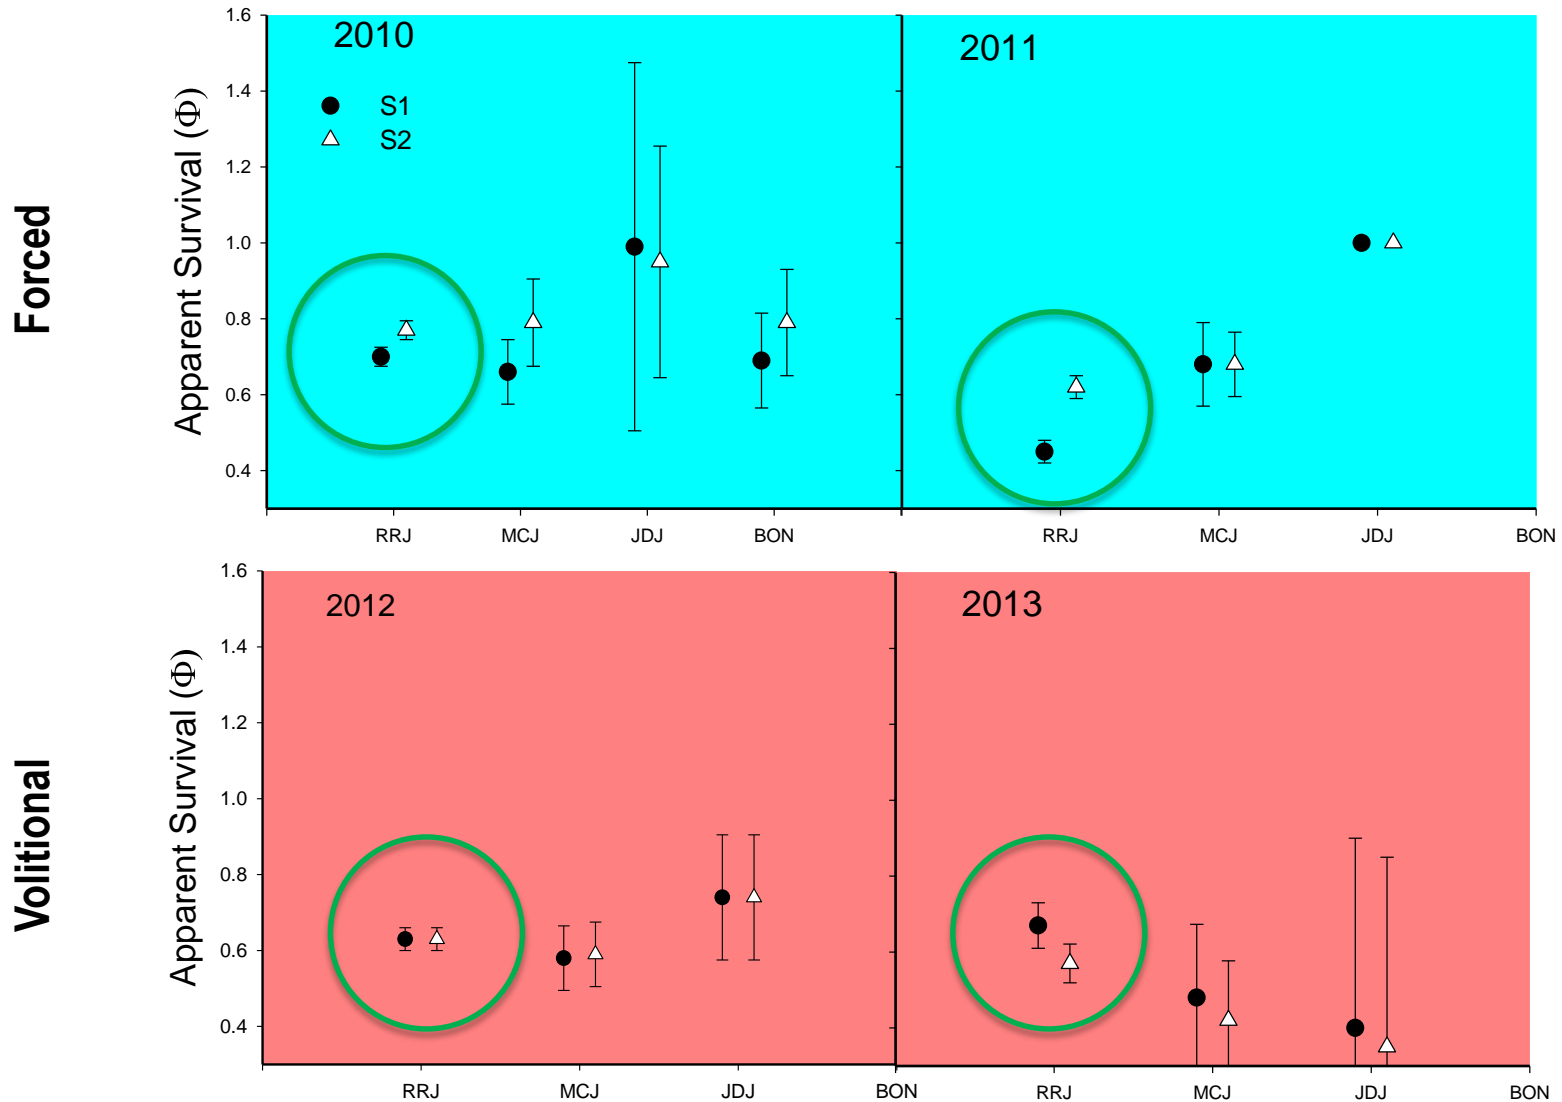 Forced
Apparent Survival (Φ)
1.6
1.4
1.2
1.0
0.8
0.6
0.4
2010
S1
S2
RRJ MCJ JDJ BON
2011
RRJ MCJ JDJ BON
Volitional
Apparent Survival (Φ)
1.6
1.4
1.2
1.0
0.8
0.6
0.4
2012
RRJ MCJ JDJ BON
2013
RRJ MCJ JDJ BON